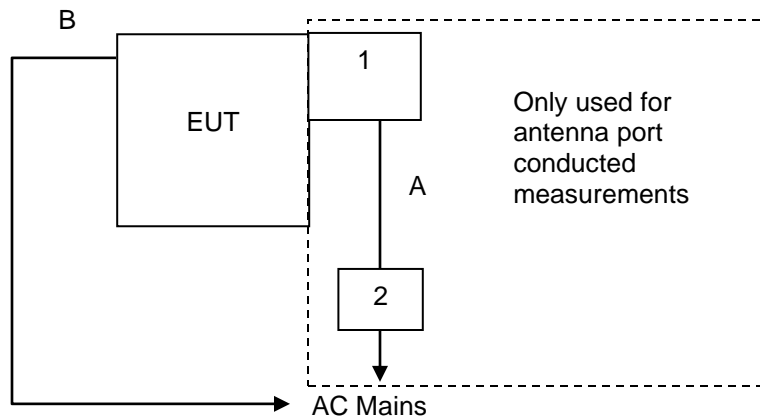 B
EUT
1
Only used for
antenna port
conducted
measurements
A
2
AC Mains